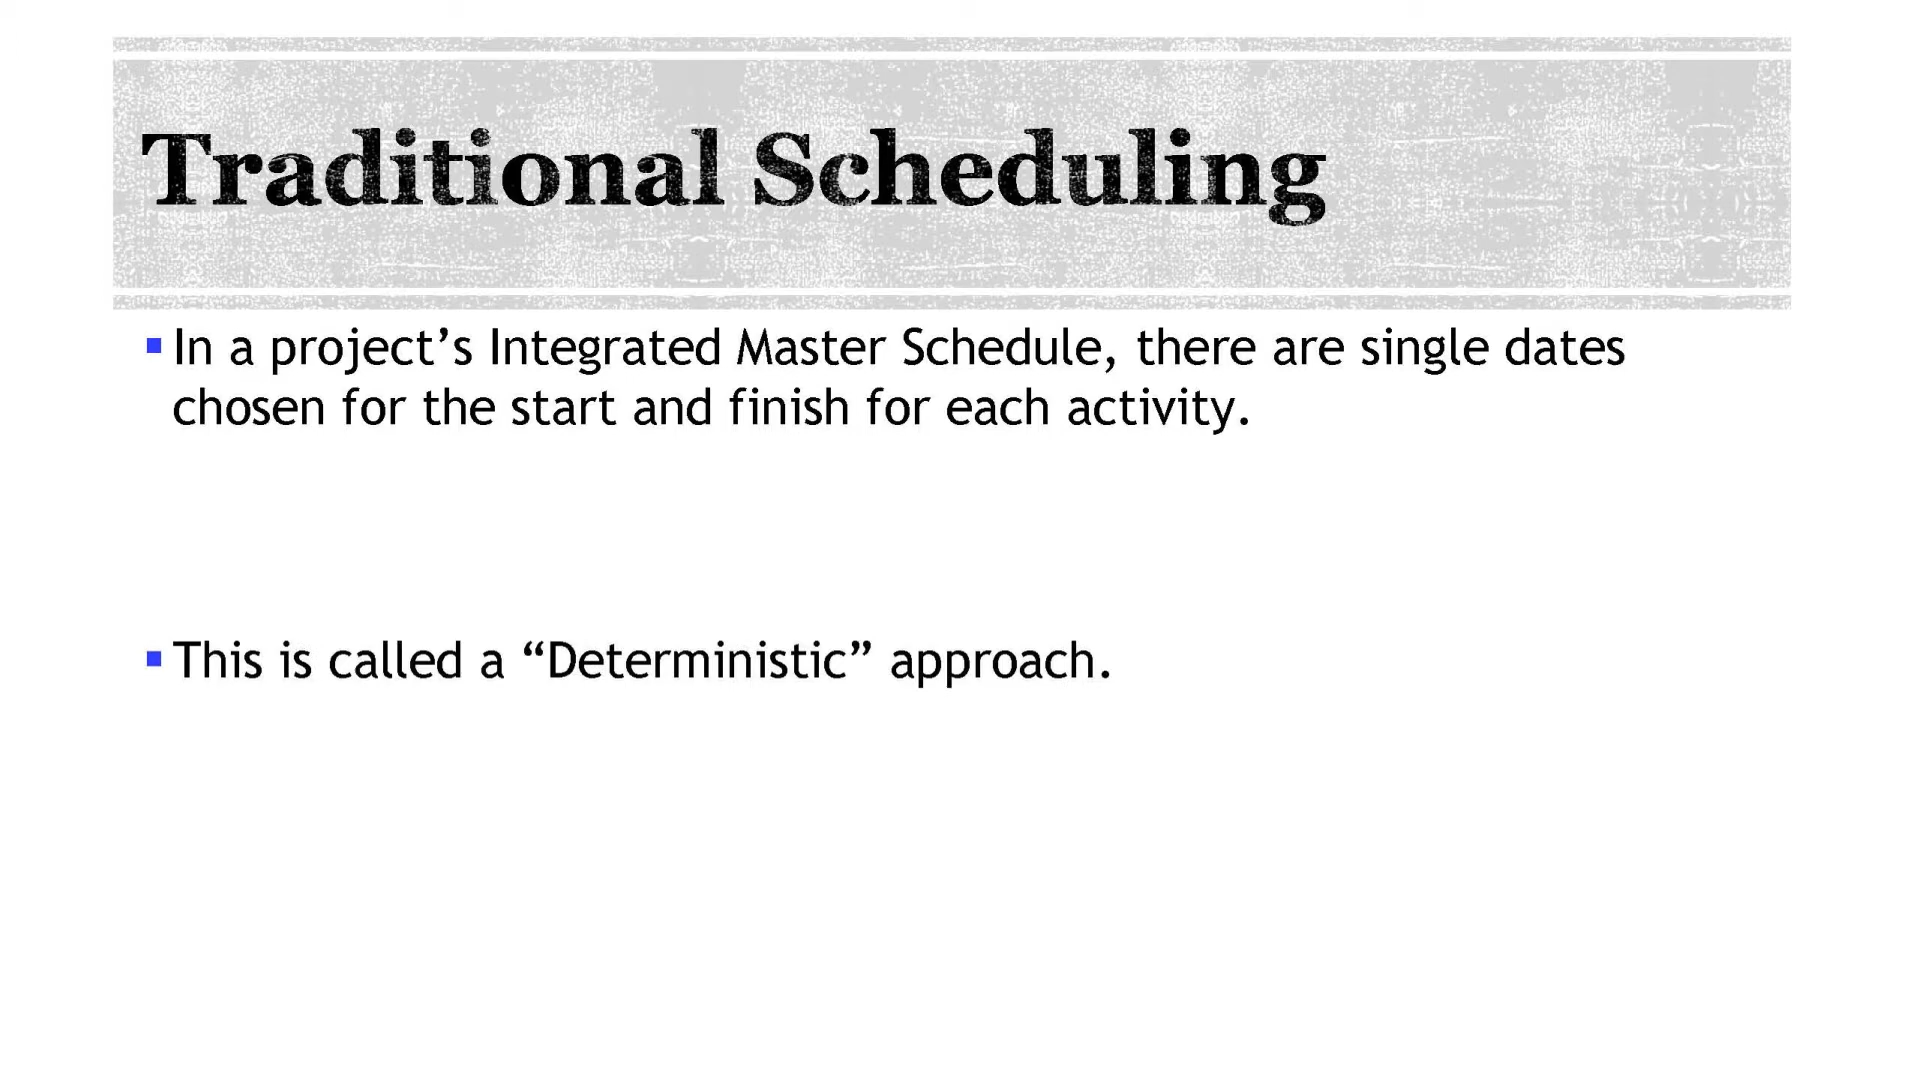 Traditional Scheduling
In a project’s Integrated Master Schedule, there are single dates
chosen for the start and finish for each activity.
This is called a “Deterministic” approach.